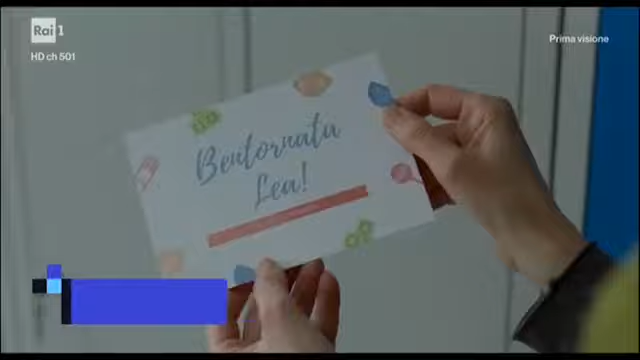 Rai 1
HD ch 501
Prima visione
Bentornata
Lea!